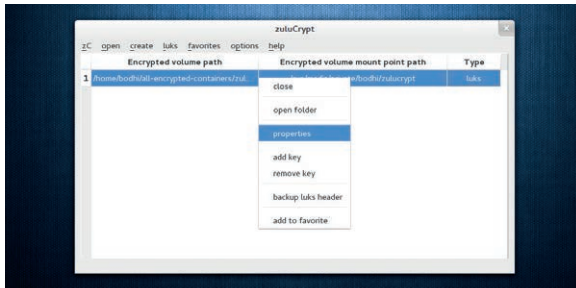 zuluCrypt
zC open create luks favorites options help
Encrypted volume path Encrypted volume mount point path Type
1 /home/bodhi/all-encrypted-containers/zul... /bodhi/zulucrypt luks
close
open folder
properties
add key
remove key
backup luks header
add to favorite